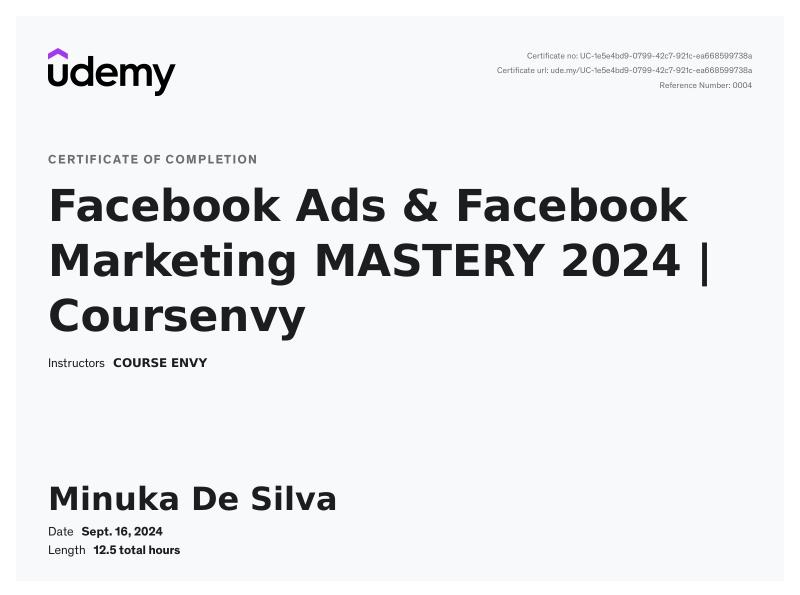 udemy
Certificate no: UC-1e5e4bd9-0799-42c7-921c-ea668599738a
Certificate url: ude.my/UC-1e5e4bd9-0799-42c7-921c-ea668599738a
Reference Number: 0004
CERTIFICATE OF COMPLETION
Facebook Ads & Facebook
Marketing MASTERY 2024 |
Coursenvy
Instructors COURSE ENVY
Minuka De Silva
Date Sept. 16, 2024
Length 12.5 total hours